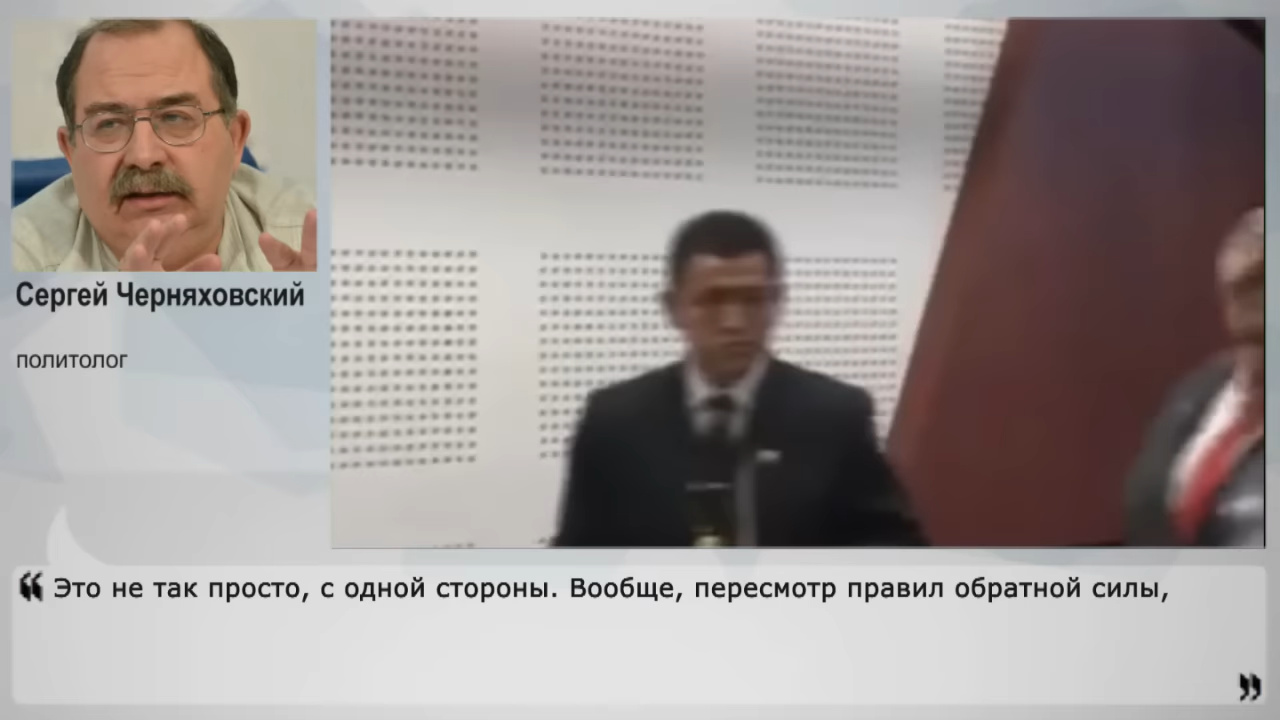 Сергей Черняховский
политолог
“ Это не так просто, с одной стороны. Вообще, пересмотр правил обратной силы,
”